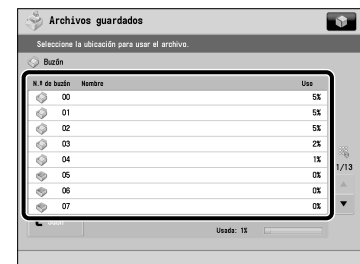 Archivos guardados
Seleccione la ubicación para usar el archivo.
Buzón
N.º de buzón Nombre Uso
00 5%
01 5%
02 5%
03 2%
04 1%
05 0%
06 0%
07 0%
1/13
Usada: 1%